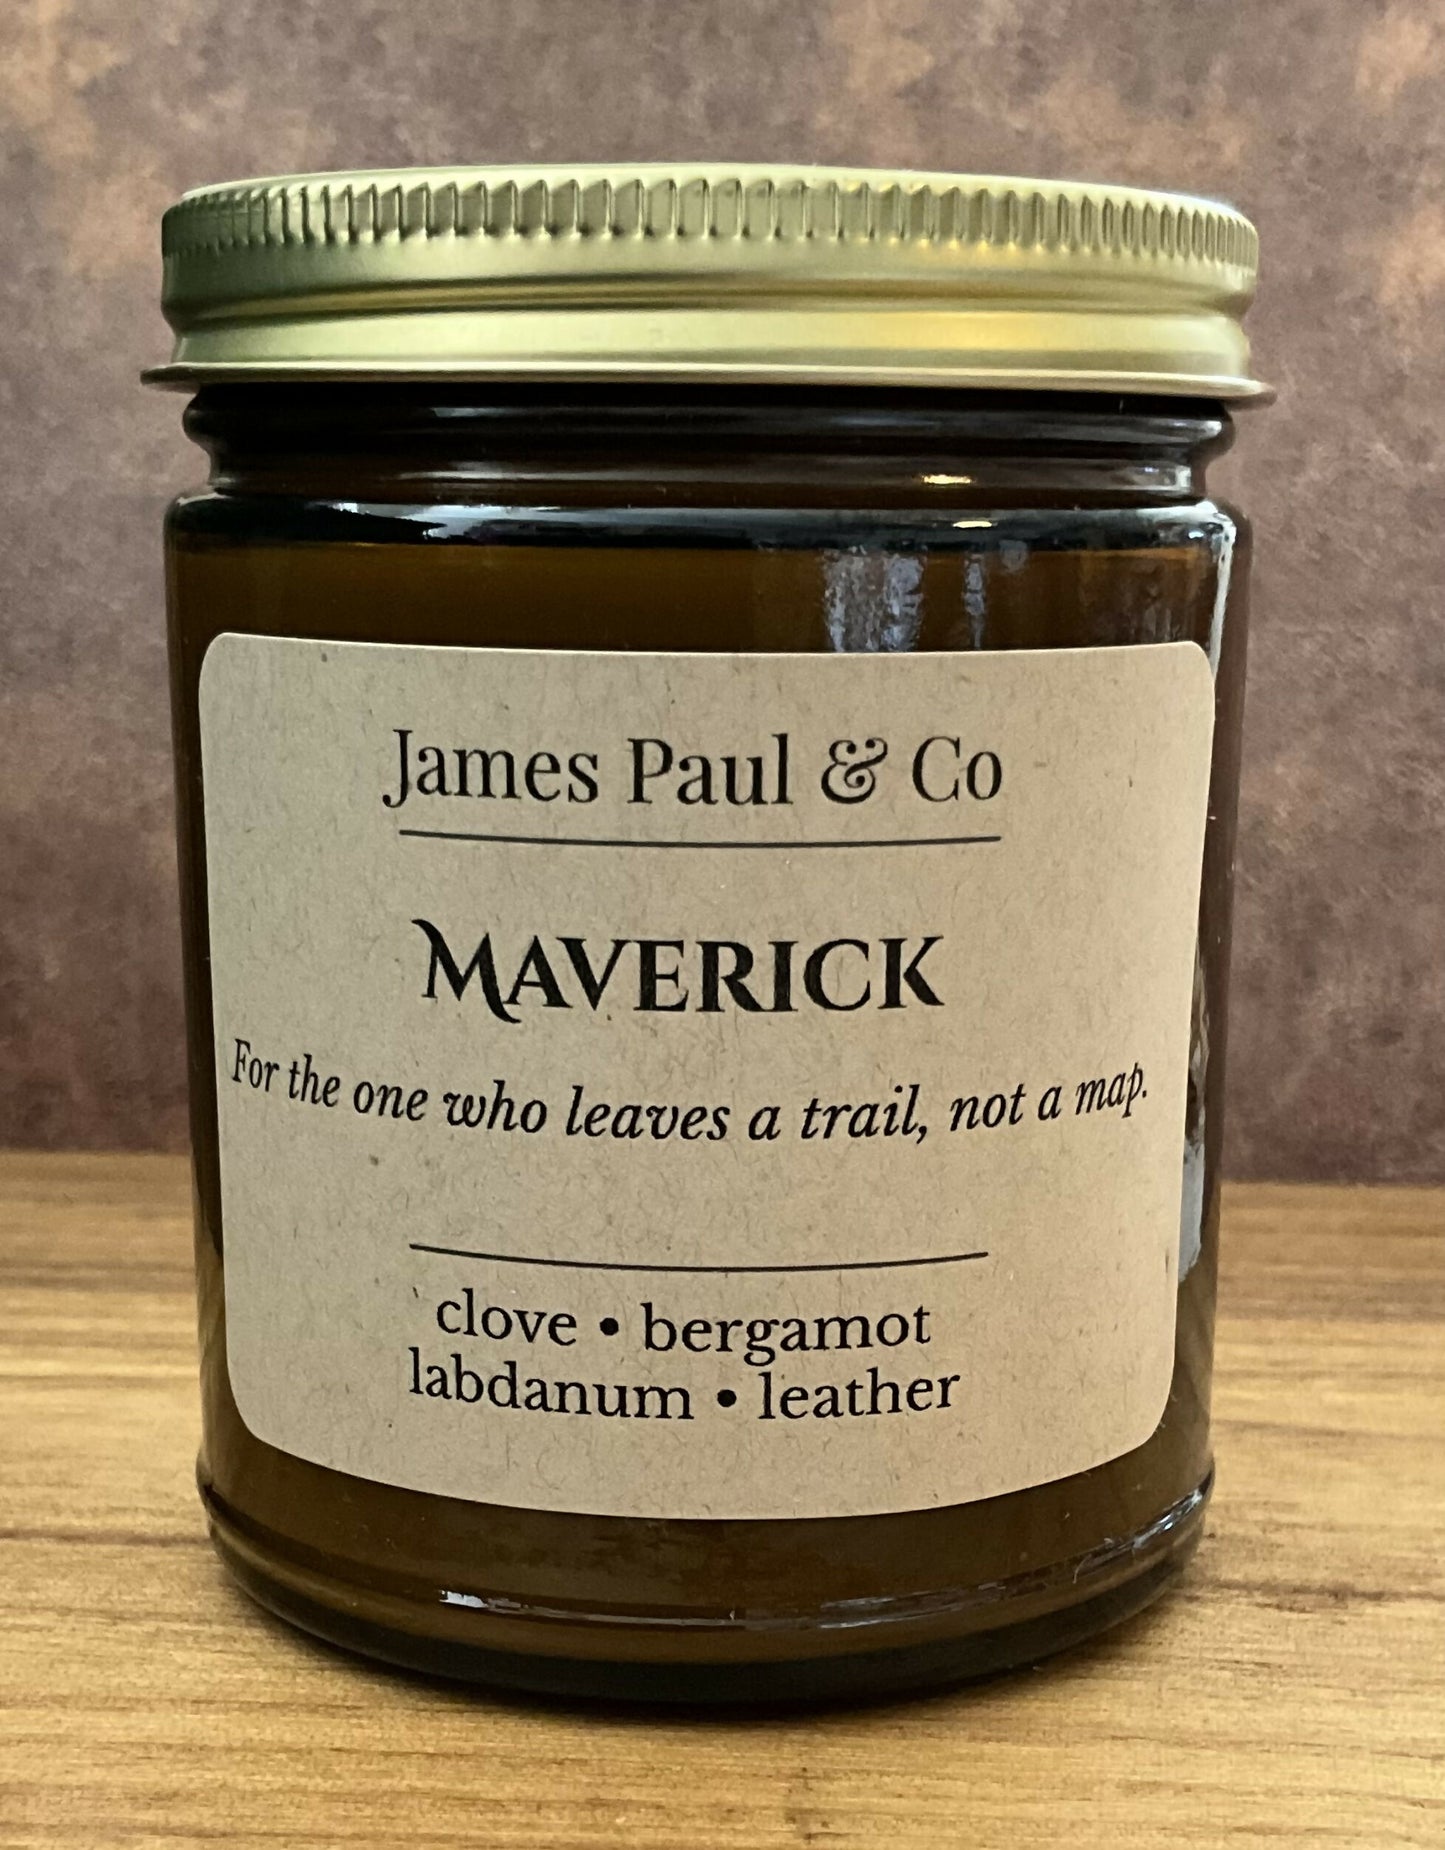 James Paul & Co
MAVERICK
For the one who leaves a trail, not a map.
clove • bergamot
labdanum • leather